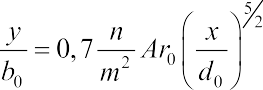 y/b₀ = 0,7 n/m² Ar₀ (x/d₀)^5/2